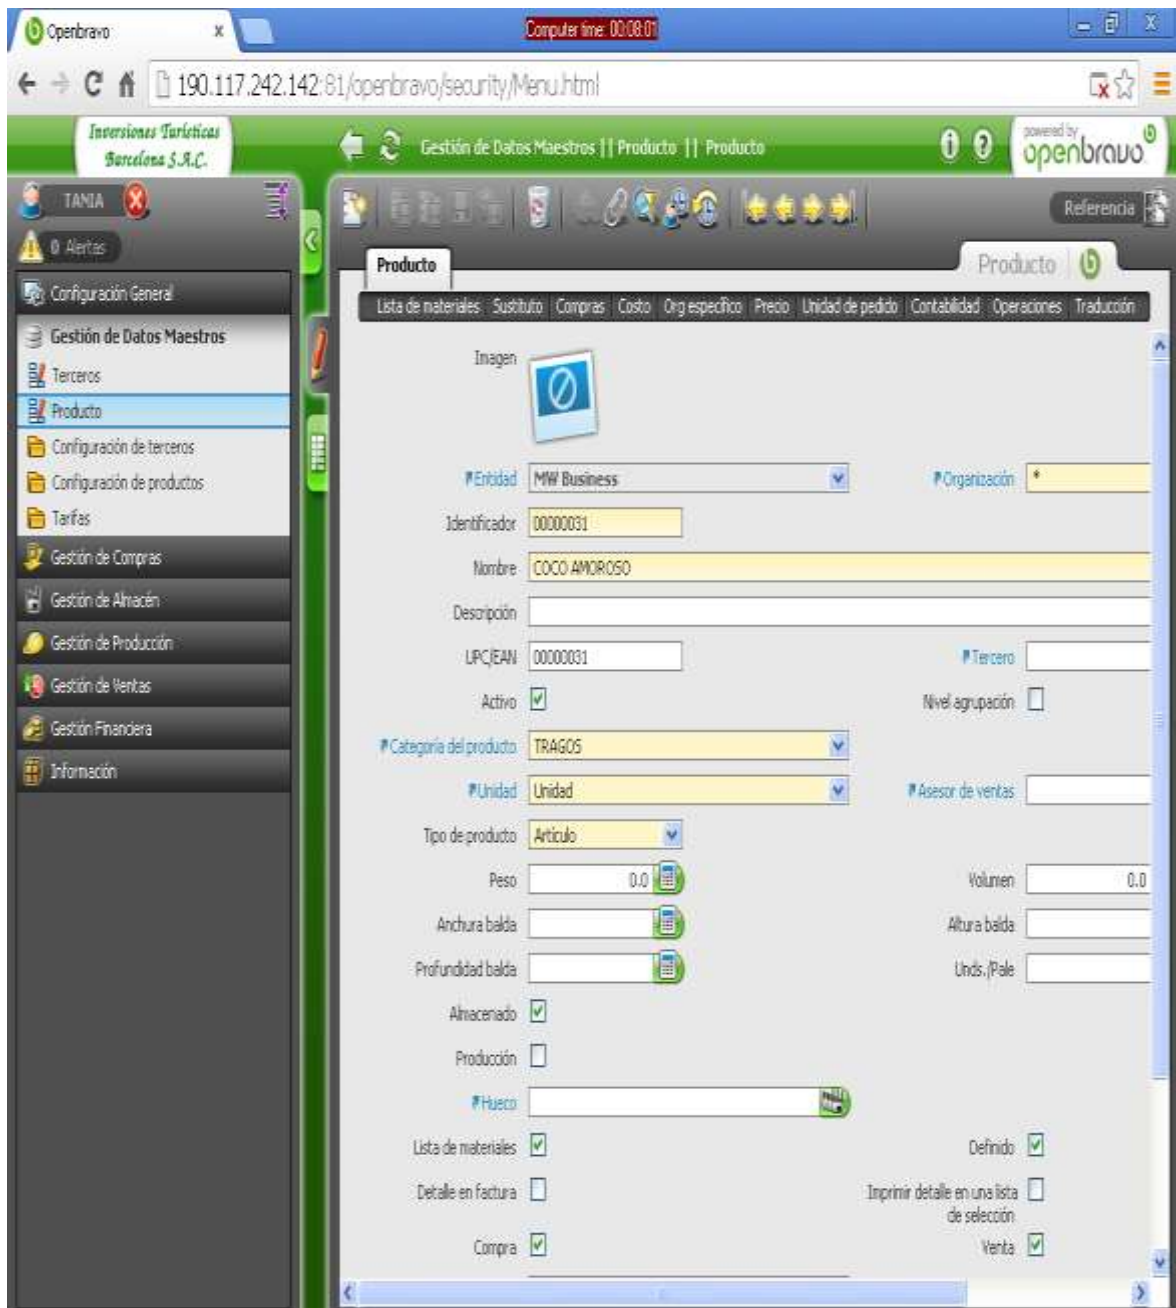 Openbravo x
Computer time: 00:08:01
190.117.242.142:81/openbravo/security/Menu.html
Inversiones Turísticas
Barcelona S.A.C.
Gestión de Datos Maestros || Producto || Producto
powered by
openbravo
TANIA
Referencia
0 Alertas
Producto
Producto
Configuración General
Lista de materiales Sustituto Compras Costo Org específico Precio Unidad de pedido Contabilidad Operaciones Traducción
Gestión de Datos Maestros
Terceros
Producto
Configuración de terceros
Configuración de productos
Tarifas
Gestión de Compras
Gestión de Almacén
Gestión de Producción
Gestión de Ventas
Gestión Financiera
Información
Imagen
Entidad MW Business Organización *
Identificador 00000031
Nombre COCO AMOROSO
Descripción
UPC/EAN 00000031 Tercero
Activo Nivel agrupación
Categoría del producto TRAGOS
Unidad Unidad Asesor de ventas
Tipo de producto Artículo
Peso 0.0 Volumen 0.0
Anchura balda Altura balda
Profundidad balda Unds./Pale
Almacenado
Producción
Hueco
Lista de materiales Definido
Detalle en factura Imprimir detalle en una lista
de selección
Compra Venta